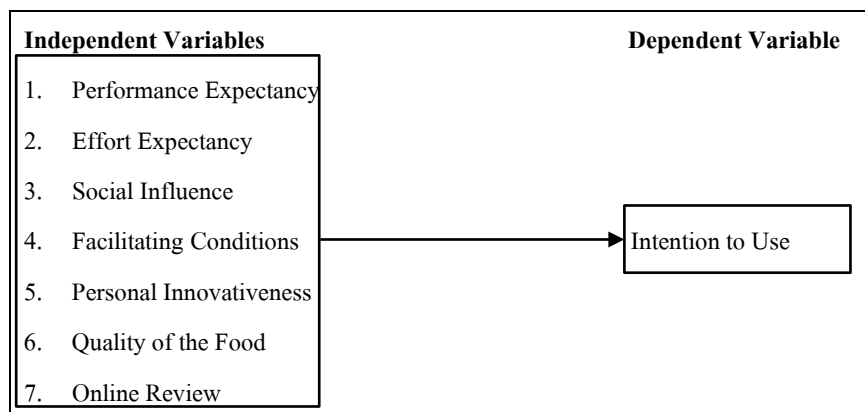 Independent Variables
Dependent Variable
1. Performance Expectancy
2. Effort Expectancy
3. Social Influence
4. Facilitating Conditions
Intention to Use
5. Personal Innovativeness
6. Quality of the Food
7. Online Review